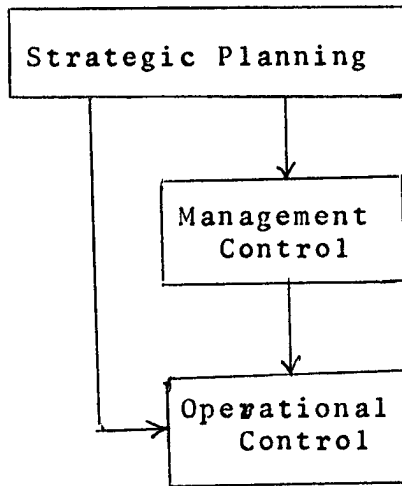 Strategic Planning
Management
Control
Operational
Control